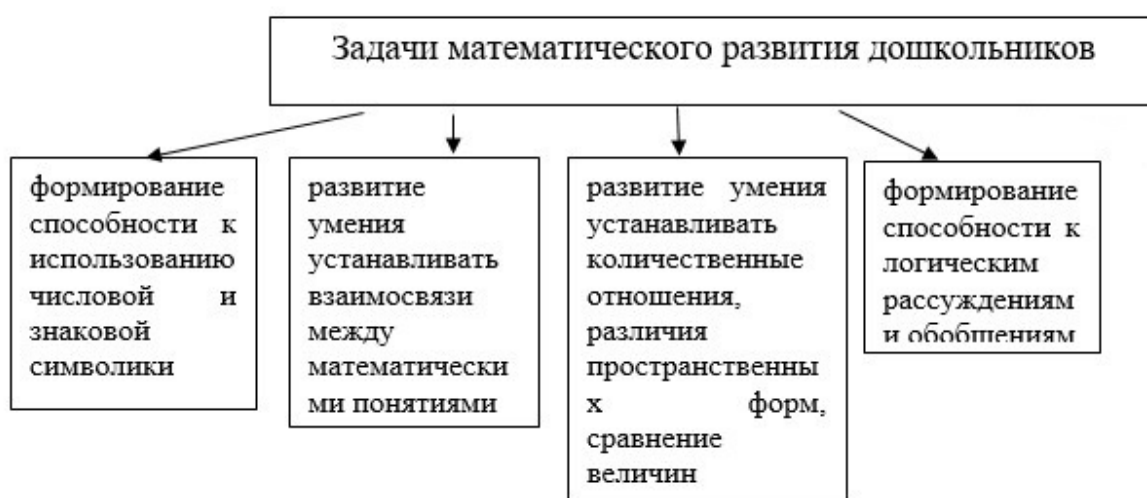 Задачи математического развития дошкольников
формирование
способности к
использованию
числовой и
знаковой
символики
развитие
умения
устанавливать
взаимосвязи
между
математически
ми понятиями
развитие умения
устанавливать
количественные
отношения,
различия
пространственны
х форм,
сравнение
величин
формирование
способности к
логическим
рассуждениям
и обобщениям